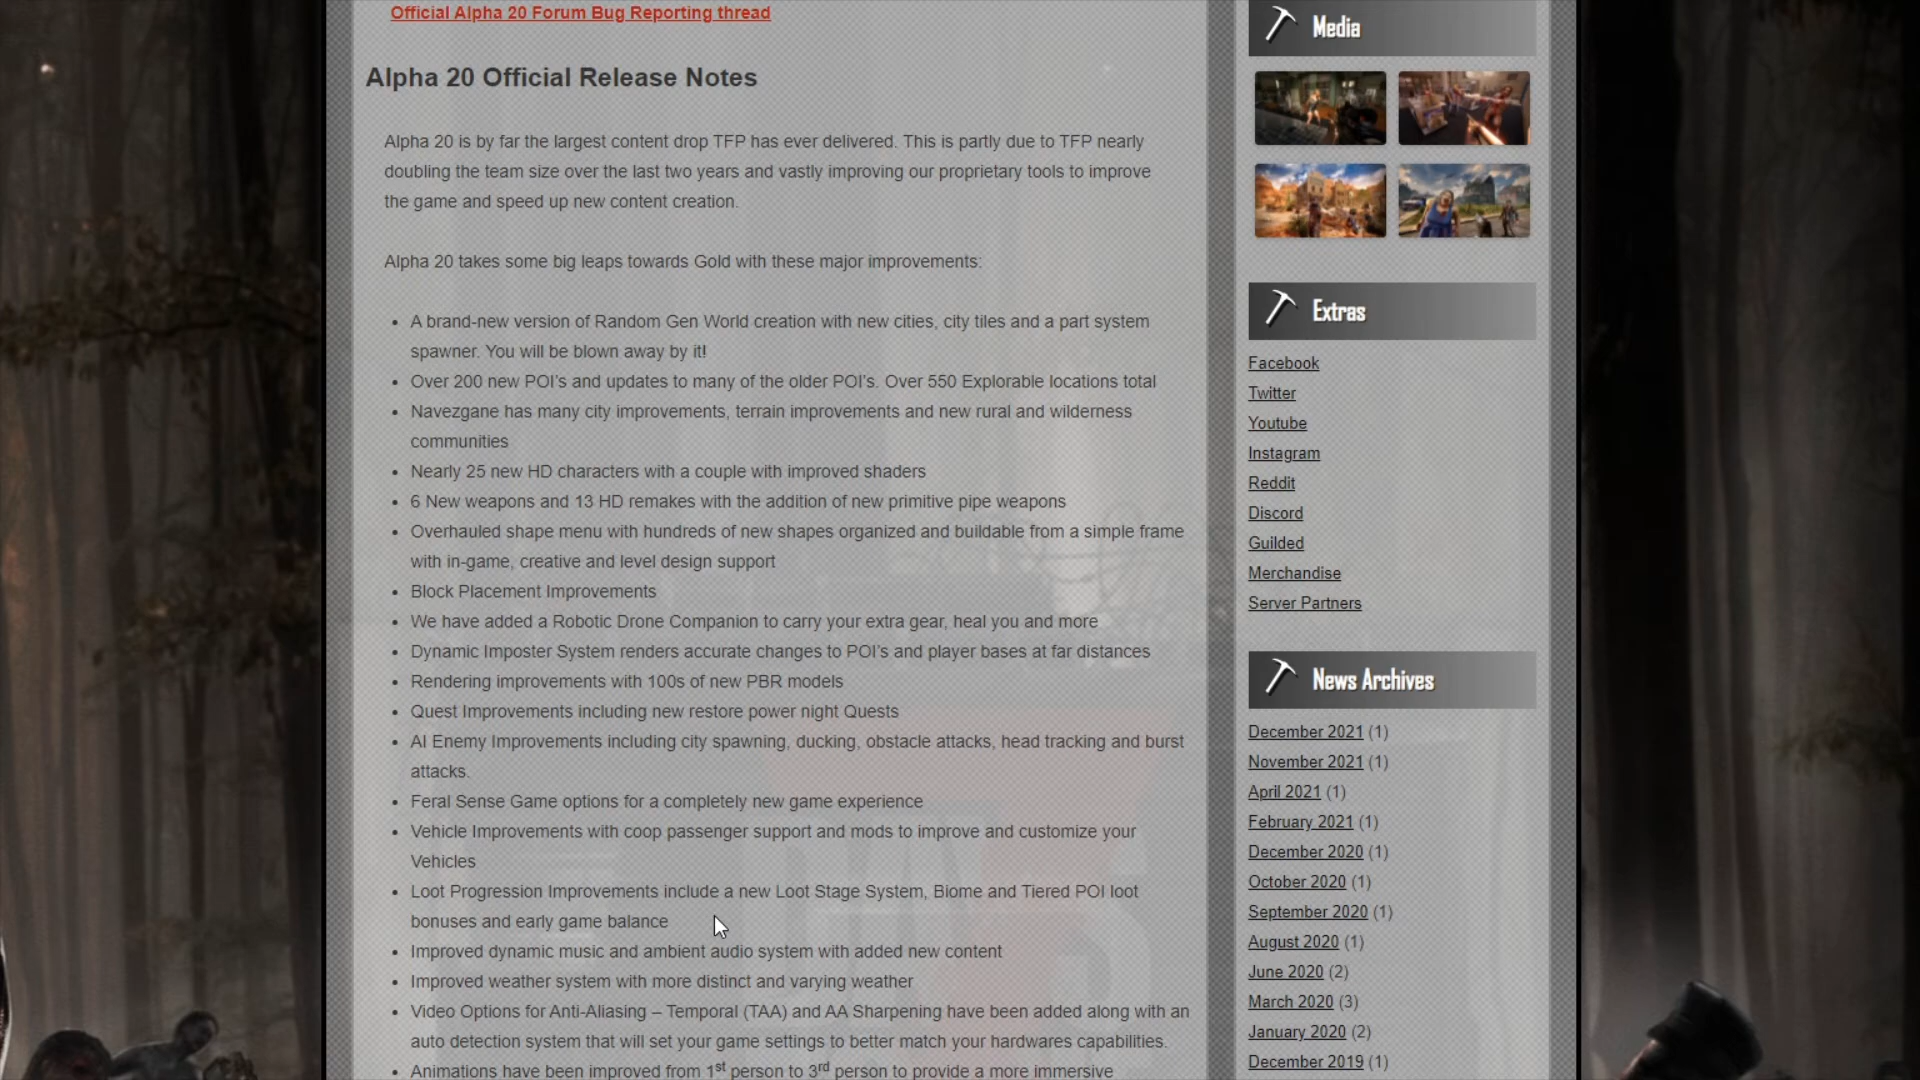 Official Alpha 20 Forum Bug Reporting thread
Alpha 20 Official Release Notes
Alpha 20 is by far the largest content drop TFP has ever delivered. This is partly due to TFP nearly
doubling the team size over the last two years and vastly improving our proprietary tools to improve
the game and speed up new content creation.
Alpha 20 takes some big leaps towards Gold with these major improvements:
• A brand-new version of Random Gen World creation with new cities, city tiles and a part system
spawner. You will be blown away by it!
• Over 200 new POI’s and updates to many of the older POI’s. Over 550 Explorable locations total
• Navezgane has many city improvements, terrain improvements and new rural and wilderness
communities
• Nearly 25 new HD characters with a couple with improved shaders
• 6 New weapons and 13 HD remakes with the addition of new primitive pipe weapons
• Overhauled shape menu with hundreds of new shapes organized and buildable from a simple frame
with in-game, creative and level design support
• Block Placement Improvements
• We have added a Robotic Drone Companion to carry your extra gear, heal you and more
• Dynamic Imposter System renders accurate changes to POI’s and player bases at far distances
• Rendering improvements with 100s of new PBR models
• Quest Improvements including new restore power night Quests
• AI Enemy Improvements including city spawning, ducking, obstacle attacks, head tracking and burst
attacks.
• Feral Sense Game options for a completely new game experience
• Vehicle Improvements with coop passenger support and mods to improve and customize your
Vehicles
• Loot Progression Improvements include a new Loot Stage System, Biome and Tiered POI loot
bonuses and early game balance
• Improved dynamic music and ambient audio system with added new content
• Improved weather system with more distinct and varying weather
• Video Options for Anti-Aliasing – Temporal (TAA) and AA Sharpening have been added along with an
auto detection system that will set your game settings to better match your hardwares capabilities.
• Animations have been improved from 1st person to 3rd person to provide a more immersive
Media
Extras
Facebook
Twitter
Youtube
Instagram
Reddit
Discord
Guilded
Merchandise
Server Partners
News Archives
December 2021 (1)
November 2021 (1)
April 2021 (1)
February 2021 (1)
December 2020 (1)
October 2020 (1)
September 2020 (1)
August 2020 (1)
June 2020 (2)
March 2020 (3)
January 2020 (2)
December 2019 (1)